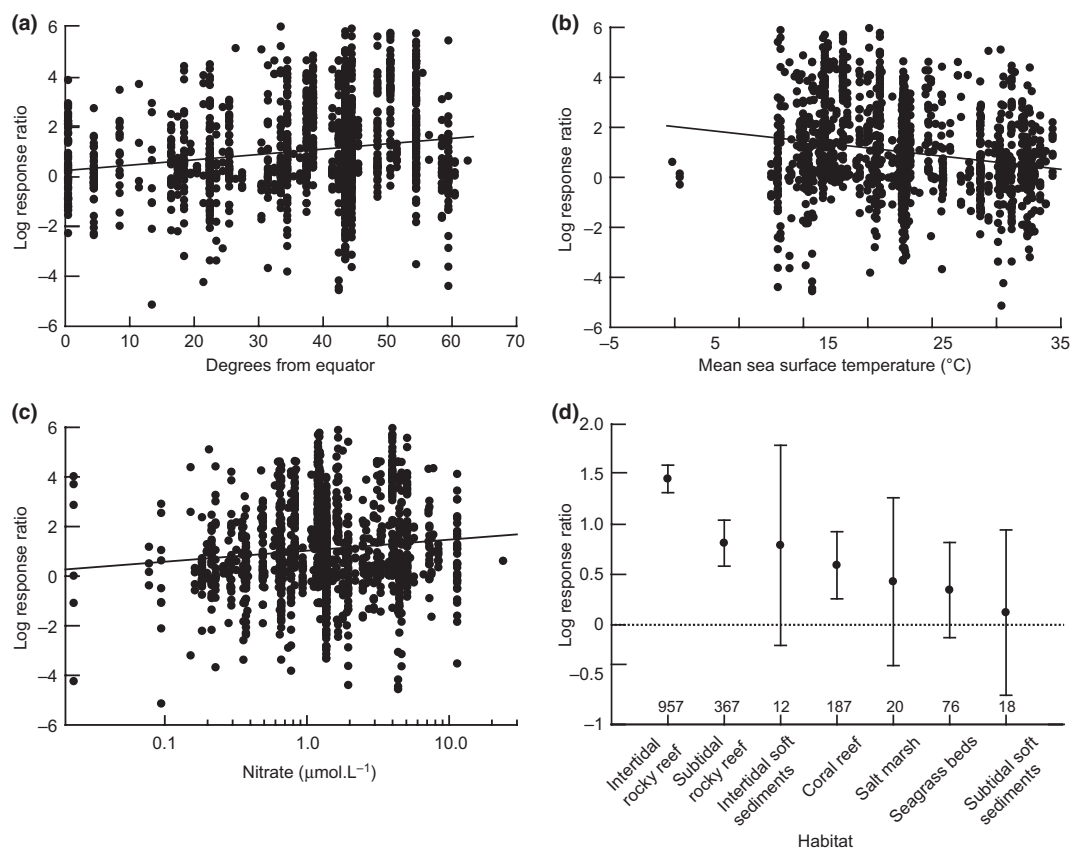 (a)
6
4
2
0
–2
–4
–6
Log response ratio
0 10 20 30 40 50 60 70
Degrees from equator
(b)
6
4
2
0
–2
–4
–6
Log response ratio
–5 5 15 25 35
Mean sea surface temperature (°C)
(c)
6
4
2
0
–2
–4
–6
Log response ratio
0.1 1.0 10.0
Nitrate (μmol.L⁻¹)
(d)
2.0
1.5
1.0
0.5
0
–0.5
–1
Log response ratio
957 367 12 187 20 76 18
Intertidal
rocky reef
Subtidal
rocky reef
Intertidal soft
sediments
Coral reef
Salt marsh
Seagrass beds
Subtidal soft
sediments
Habitat